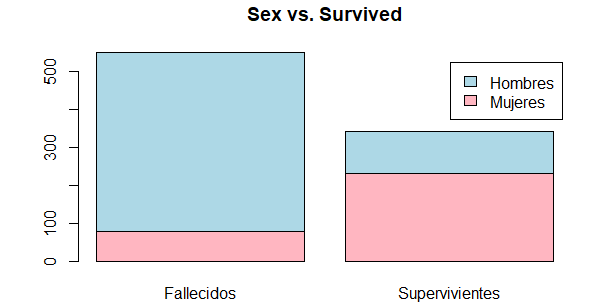 Sex vs. Survived
500
300
100
0
Hombres
Mujeres
Fallecidos
Supervivientes